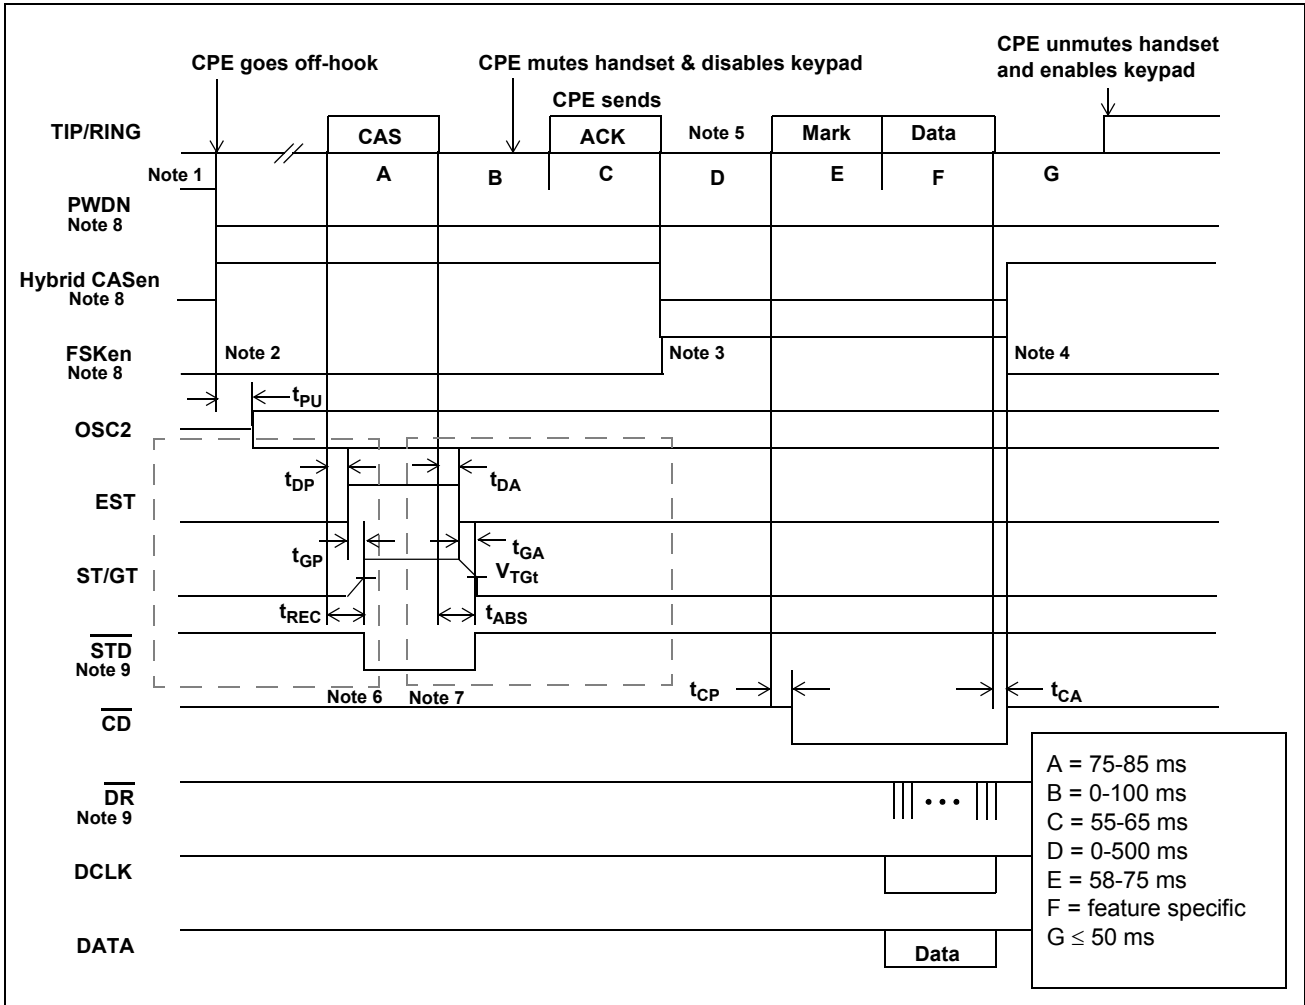 CPE goes off-hook
CPE mutes handset & disables keypad
CPE unmutes handset
and enables keypad
CPE sends
TIP/RING
CAS
ACK
Note 5
Mark
Data
Note 1
A
B
C
D
E
F
G
PWDN
Note 8
Hybrid CASen
Note 8
FSKen
Note 8
Note 2
Note 3
Note 4
tPU
OSC2
tDP
tDA
EST
tGP
tGA
ST/GT
VTGt
tREC
tABS
STD
Note 9
Note 6
Note 7
tCP
tCA
CD
DR
Note 9
• • •
DCLK
DATA
Data
A = 75-85 ms
B = 0-100 ms
C = 55-65 ms
D = 0-500 ms
E = 58-75 ms
F = feature specific
G ≤ 50 ms